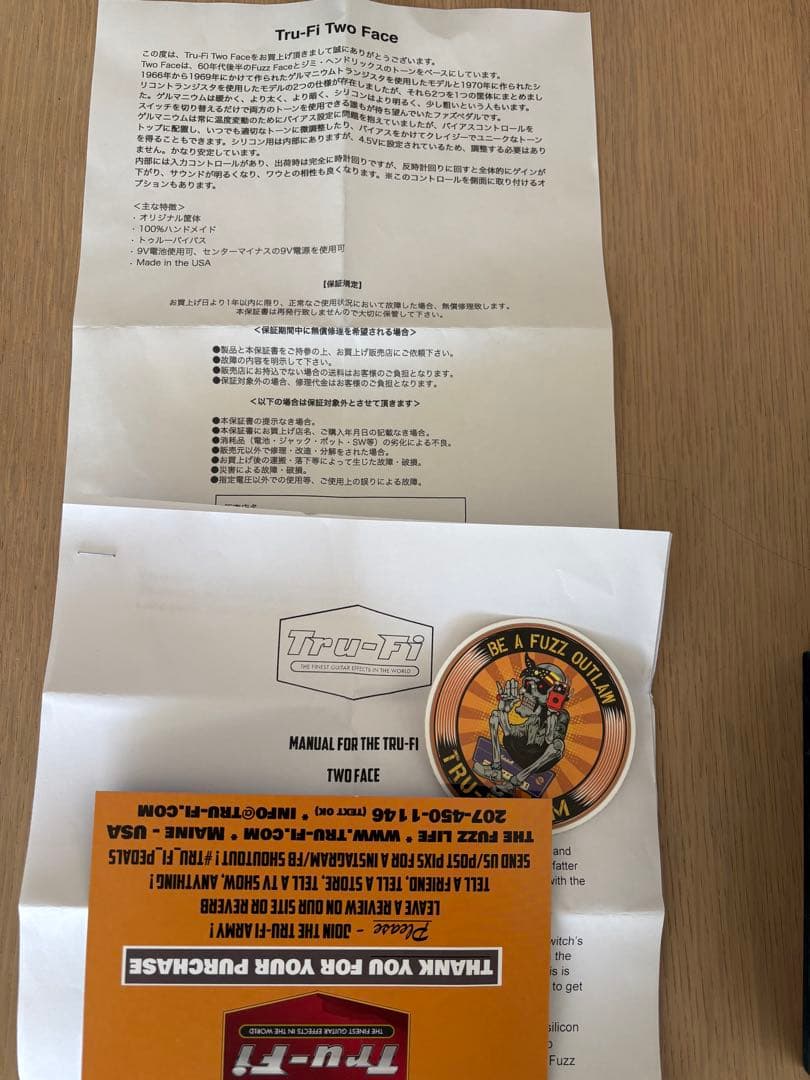 Tru-Fi Two Face
この度は、Tru-Fi Two Faceをお買上げ頂きまして誠にありがとうございます。
Two Faceは、60年代後半のFuzz Faceとジミ・ヘンドリックスのトーンをベースにしています。
1966年から1969年にかけて作られたゲルマニウムトランジスタを使用したモデルと1970年に作られたシ
リコントランジスタを使用したモデルの2つの仕様が存在しましたが、それら2つを1つの筐体にまとめまし
た。ゲルマニウムは暖かく、より太く、より暗く、シリコンはより明るく、少し粗いという人もいます。
スイッチを切り替えるだけで両方のトーンを使用できる誰もが待ち望んでいたファズペダルです。
ゲルマニウムは常に温度変動のためにバイアス設定に問題を抱えていましたが、バイアスコントロールを
トップに配置し、いつでも適切なトーンに微調整したり、バイアスをかけてクレイジーでユニークなトーン
を得ることもできます。シリコン用は内部にありますが、4.5Vに設定されているため、調整する必要はあり
ません。かなり安定しています。
内部には入力コントロールがあり、出荷時は完全に時計回りですが、反時計回りに回すと全体的にゲインが
下がり、サウンドが明るくなり、ワウとの相性も良くなります。※このコントロールを側面に取り付けるオ
プションもあります。
<主な特徴>
・オリジナル筐体
・100%ハンドメイド
・トゥルーバイパス
・9V電池使用可、センターマイナスの9V電源を使用可
・Made in the USA
【保証規定】
お買上げ日より1年以内に限り、正常なご使用状況において故障した場合、無償修理致します。
本保証書は再発行致しませんので大切に保管して下さい。
<保証期間中に無償修理を希望される場合>
●製品と本保証書をご持参の上、お買上げ販売店にご依頼下さい。
●故障の内容を明示して下さい。
●販売店にお持込でない場合の送料はお客様のご負担となります。
●保証対象外の場合、修理代金はお客様のご負担となります。
<以下の場合は保証対象外とさせて頂きます>
●本保証書の提示なき場合。
●本保証書にお買上げ店名、ご購入年月日の記載なき場合。
●消耗品（電池・ジャック・ポット・SW等）の劣化による不良。
●販売元以外で修理・改造・分解をされた場合。
●お買上げ後の運搬・落下等によって生じた故障・破損。
●災害による故障・破損。
●指定電圧以外での使用等、ご使用上の誤りによる故障。
Tru-Fi
THE FINEST GUITAR EFFECTS IN THE WORLD
BE A FUZZ OUTLAW
TRU-
M
MANUAL FOR THE TRU-FI
TWO FACE
and
fatter
with the
witch's
the
is is
to get
silicon
Fuzz
Tru-Fi
THE FINEST GUITAR EFFECTS IN THE WORLD
THANK YOU FOR YOUR PURCHASE
Please - JOIN THE TRU-FI ARMY!
LEAVE A REVIEW ON OUR SITE OR REVERB
TELL A FRIEND, TELL A STORE, TELL A TV SHOW, ANYTHING!
SEND US/POST PIXS FOR A INSTAGRAM/FB SHOUTOUT! #TRU_FI_PEDALS
THE FUZZ LIFE * WWW.TRU-FI.COM * MAINE - USA
207-450-1146 (TEXT OK) * INFO@TRU-FI.COM